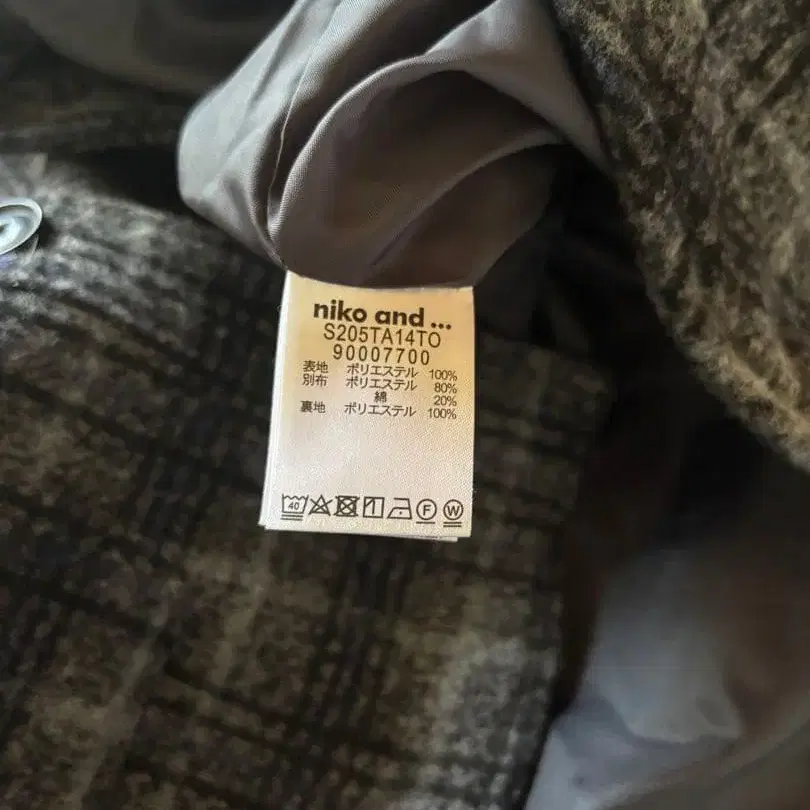 niko and ...
S205TA14TO
90007700
表地 ポリエステル 100%
別布 ポリエステル 80%
綿 20%
裏地 ポリエステル 100%
40 F W